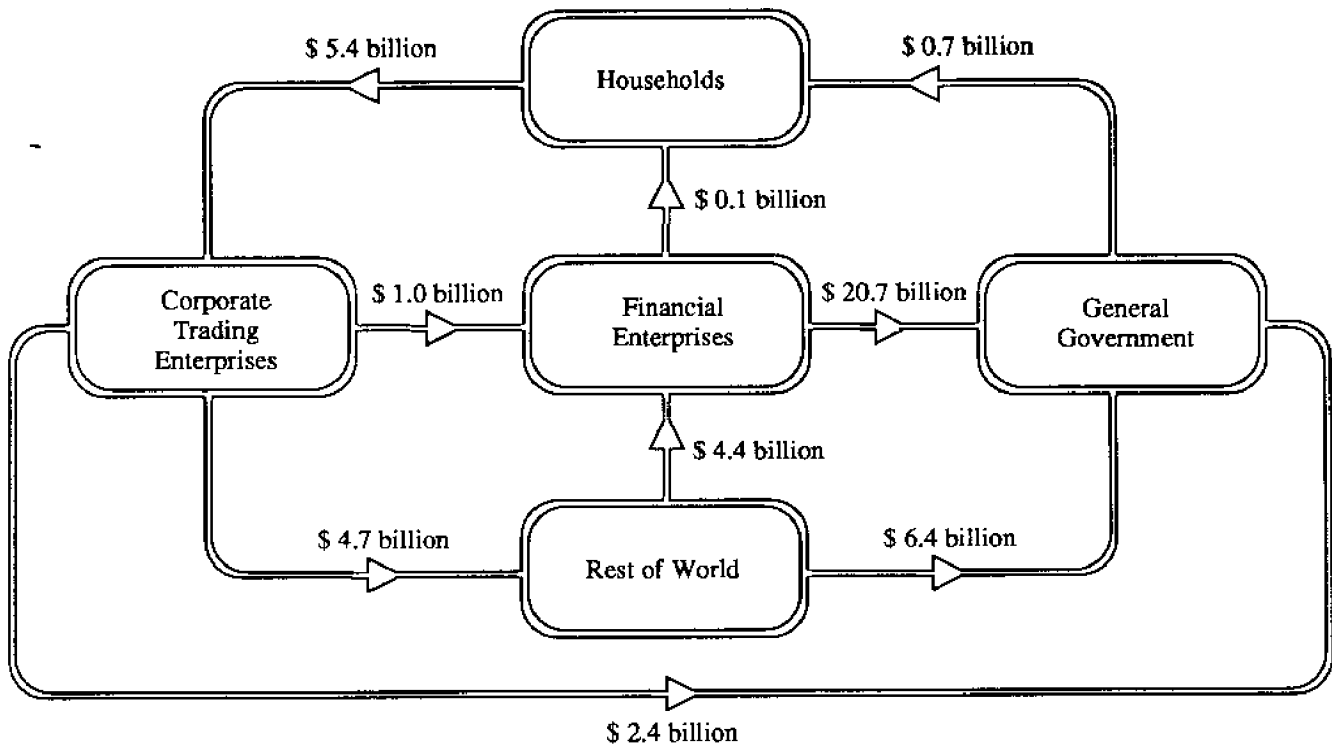 $ 5.4 billion
$ 0.7 billion
Households
$ 0.1 billion
Corporate
Trading
Enterprises
$ 1.0 billion
Financial
Enterprises
$ 20.7 billion
General
Government
$ 4.4 billion
$ 4.7 billion
Rest of World
$ 6.4 billion
$ 2.4 billion